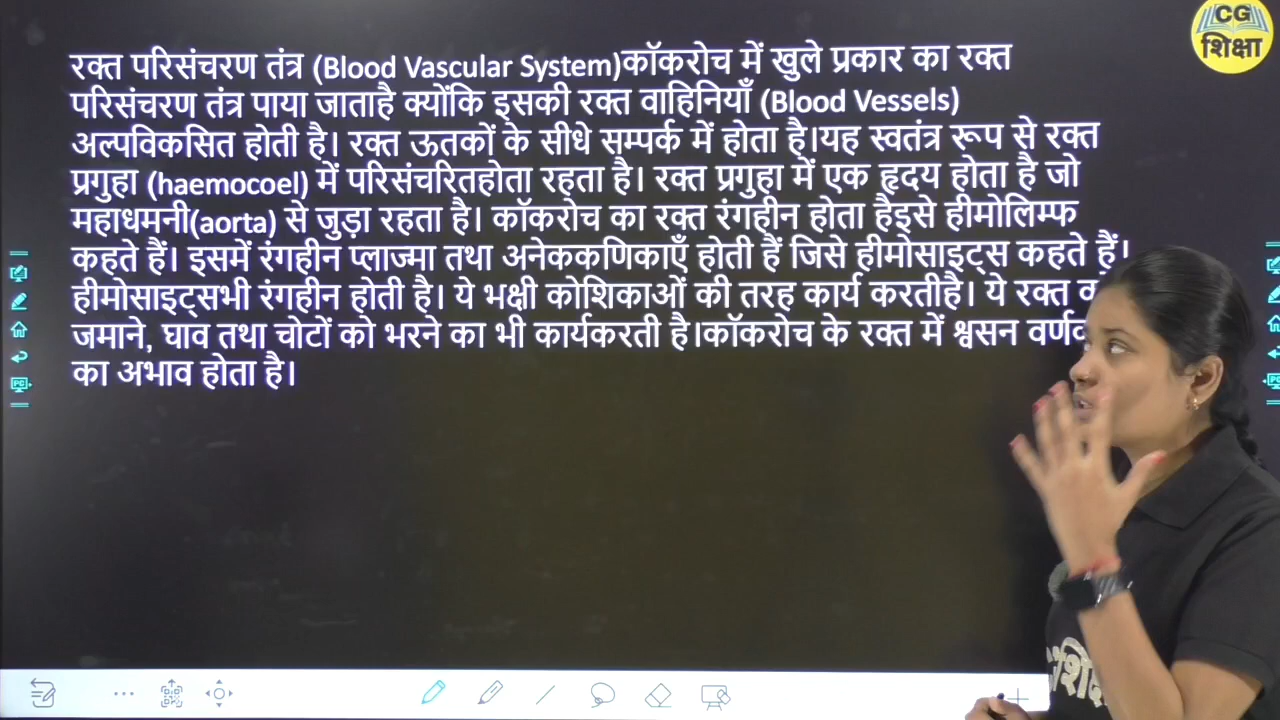 CG
शिक्षा
रक्त परिसंचरण तंत्र (Blood Vascular System)कॉकरोच में खुले प्रकार का रक्त
परिसंचरण तंत्र पाया जाताहै क्योंकि इसकी रक्त वाहिनियाँ (Blood Vessels)
अल्पविकसित होती है। रक्त ऊतकों के सीधे सम्पर्क में होता है।यह स्वतंत्र रूप से रक्त
प्रगुहा (haemocoel) में परिसंचरितहोता रहता है। रक्त प्रगुहा में एक हृदय होता है जो
महाधमनी(aorta) से जुड़ा रहता है। कॉकरोच का रक्त रंगहीन होता हैइसे हीमोलिम्फ
कहते हैं। इसमें रंगहीन प्लाज्मा तथा अनेककणिकाएँ होती हैं जिसे हीमोसाइट्स कहते हैं।
हीमोसाइट्सभी रंगहीन होती है। ये भक्षी कोशिकाओं की तरह कार्य करतीहै। ये रक्त
जमाने, घाव तथा चोटों को भरने का भी कार्यकरती है।कॉकरोच के रक्त में श्वसन
का अभाव होता है।